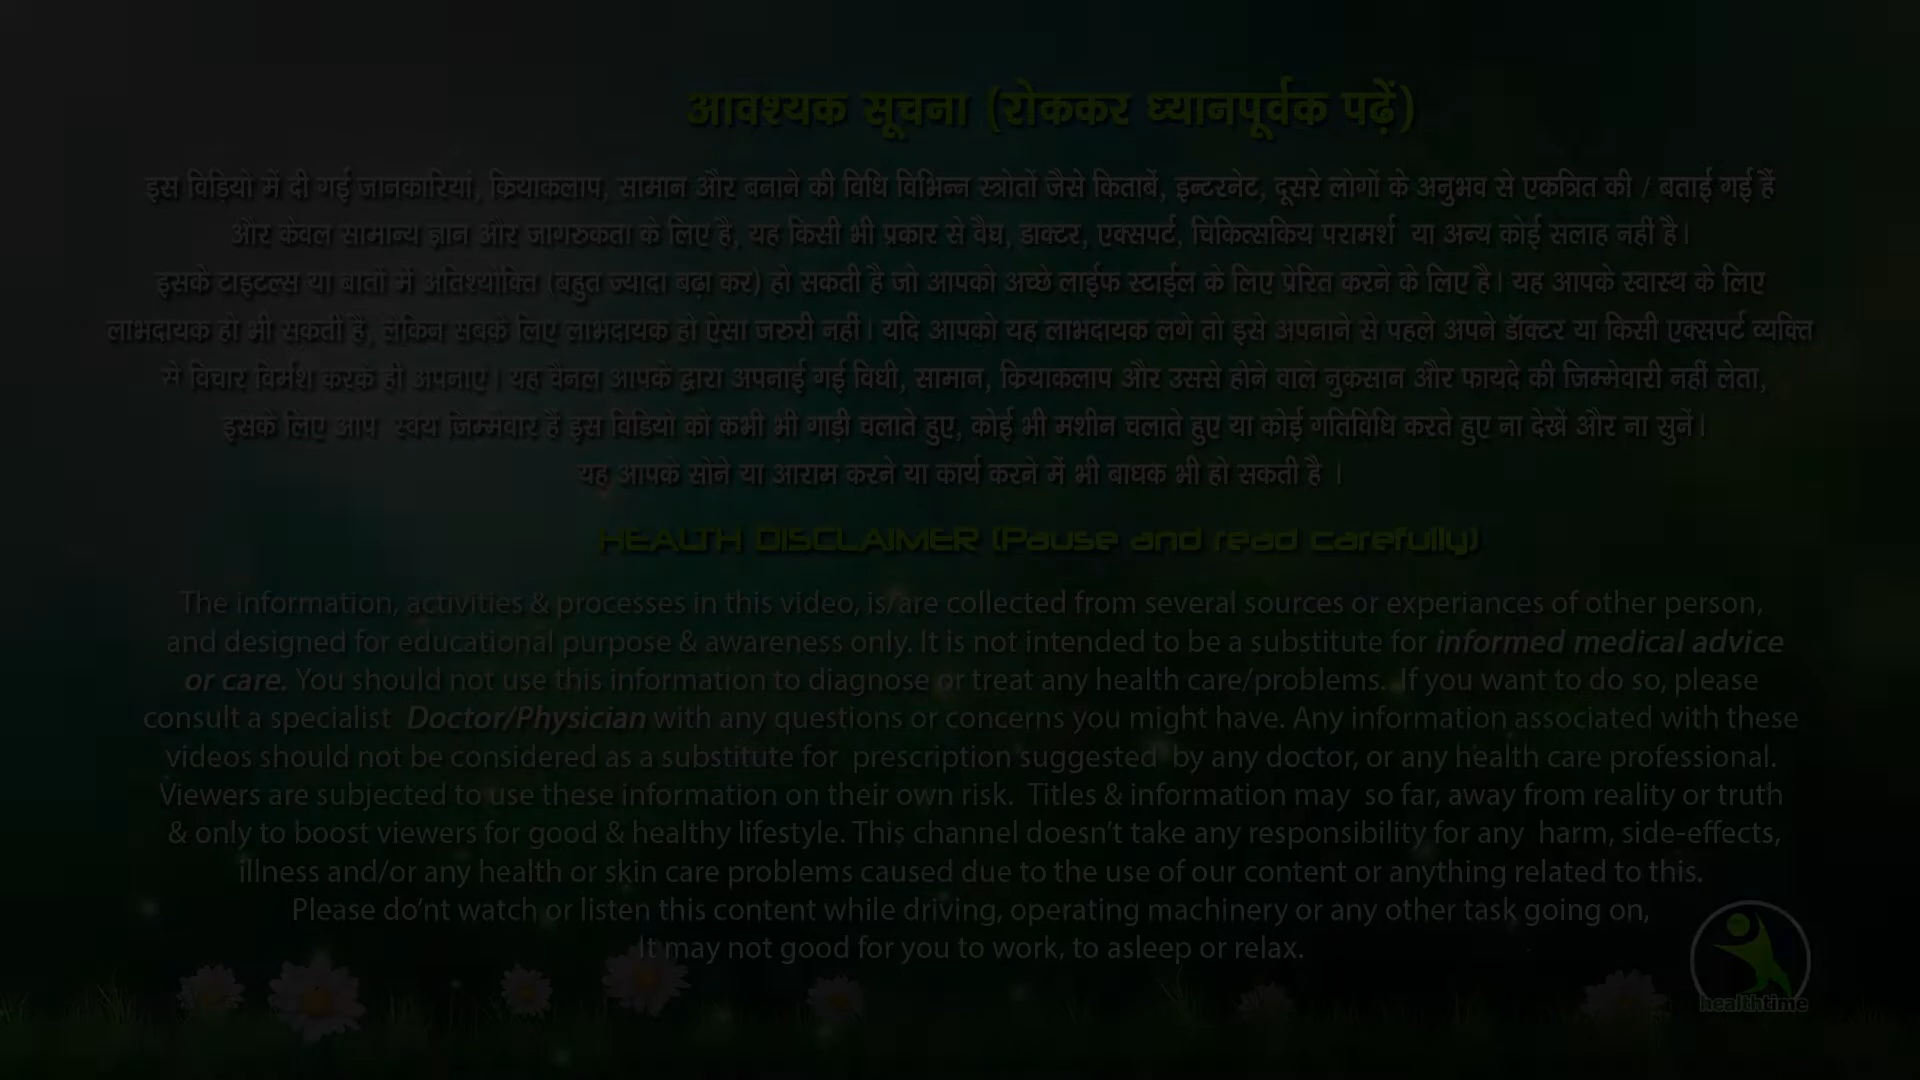 आवश्यक सूचना (रोककर ध्यानपूर्वक पढ़ें)
इस विडियो में दी गई जानकारियां, क्रियाकलाप, सामान और बनाने की विधि विभिन्न स्त्रोतों जैसे किताबें, इन्टरनेट, दूसरे लोगों के अनुभव से एकत्रित की / बताई गई हैं
और केवल सामान्य ज्ञान और जागरुकता के लिए है, यह किसी भी प्रकार से वैद्य, डाक्टर, एक्सपर्ट, चिकित्सकिय परामर्श या अन्य कोई सलाह नहीं है।
इसके टाइटल्स या बातों में अतिश्योक्ति (बहुत ज्यादा बढ़ा कर) हो सकती है जो आपको अच्छे लाईफ स्टाईल के लिए प्रेरित करने के लिए है। यह आपके स्वास्थ के लिए
लाभदायक हो भी सकती है, लेकिन सबके लिए लाभदायक हो ऐसा जरुरी नहीं। यदि आपको यह लाभदायक लगे तो इसे अपनाने से पहले अपने डॉक्टर या किसी एक्सपर्ट व्यक्ति
से विचार विर्मश करके ही अपनाएं। यह चैनल आपके द्वारा अपनाई गई विधी, सामान, क्रियाकलाप और उससे होने वाले नुकसान और फायदे की जिम्मेवारी नहीं लेता,
इसके लिए आप स्वंय जिम्मेवार हैं इस विडियो को कभी भी गाड़ी चलाते हुए, कोई भी मशीन चलाते हुए या कोई गतिविधि करते हुए ना देखें और ना सुनें।
यह आपके सोने या आराम करने या कार्य करने में भी बाधक भी हो सकती है ।
HEALTH DISCLAIMER (Pause and read carefully)
The information, activities & processes in this video, is/are collected from several sources or experiances of other person,
and designed for educational purpose & awareness only. It is not intended to be a substitute for informed medical advice
or care. You should not use this information to diagnose or treat any health care/problems. If you want to do so, please
consult a specialist Doctor/Physician with any questions or concerns you might have. Any information associated with these
videos should not be considered as a substitute for prescription suggested by any doctor, or any health care professional.
Viewers are subjected to use these information on their own risk. Titles & information may so far, away from reality or truth
& only to boost viewers for good & healthy lifestyle. This channel doesn't take any responsibility for any harm, side-effects,
illness and/or any health or skin care problems caused due to the use of our content or anything related to this.
Please do'nt watch or listen this content while driving, operating machinery or any other task going on,
It may not good for you to work, to asleep or relax.
healthtime